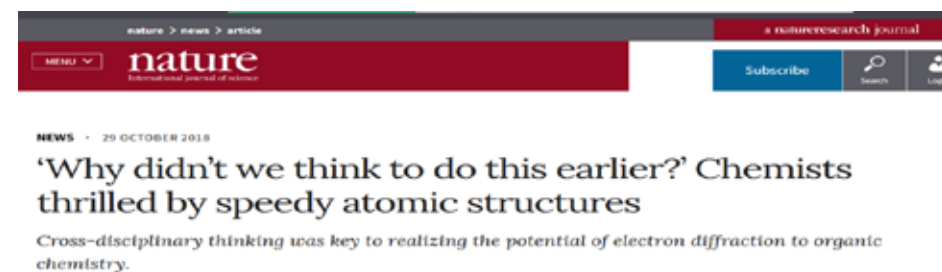 nature > news > article
a natureresearch journal
MENU
nature
International journal of science
Subscribe
Search
NEWS · 29 OCTOBER 2018
‘Why didn’t we think to do this earlier?’ Chemists
thrilled by speedy atomic structures
Cross-disciplinary thinking was key to realizing the potential of electron diffraction to organic
chemistry.